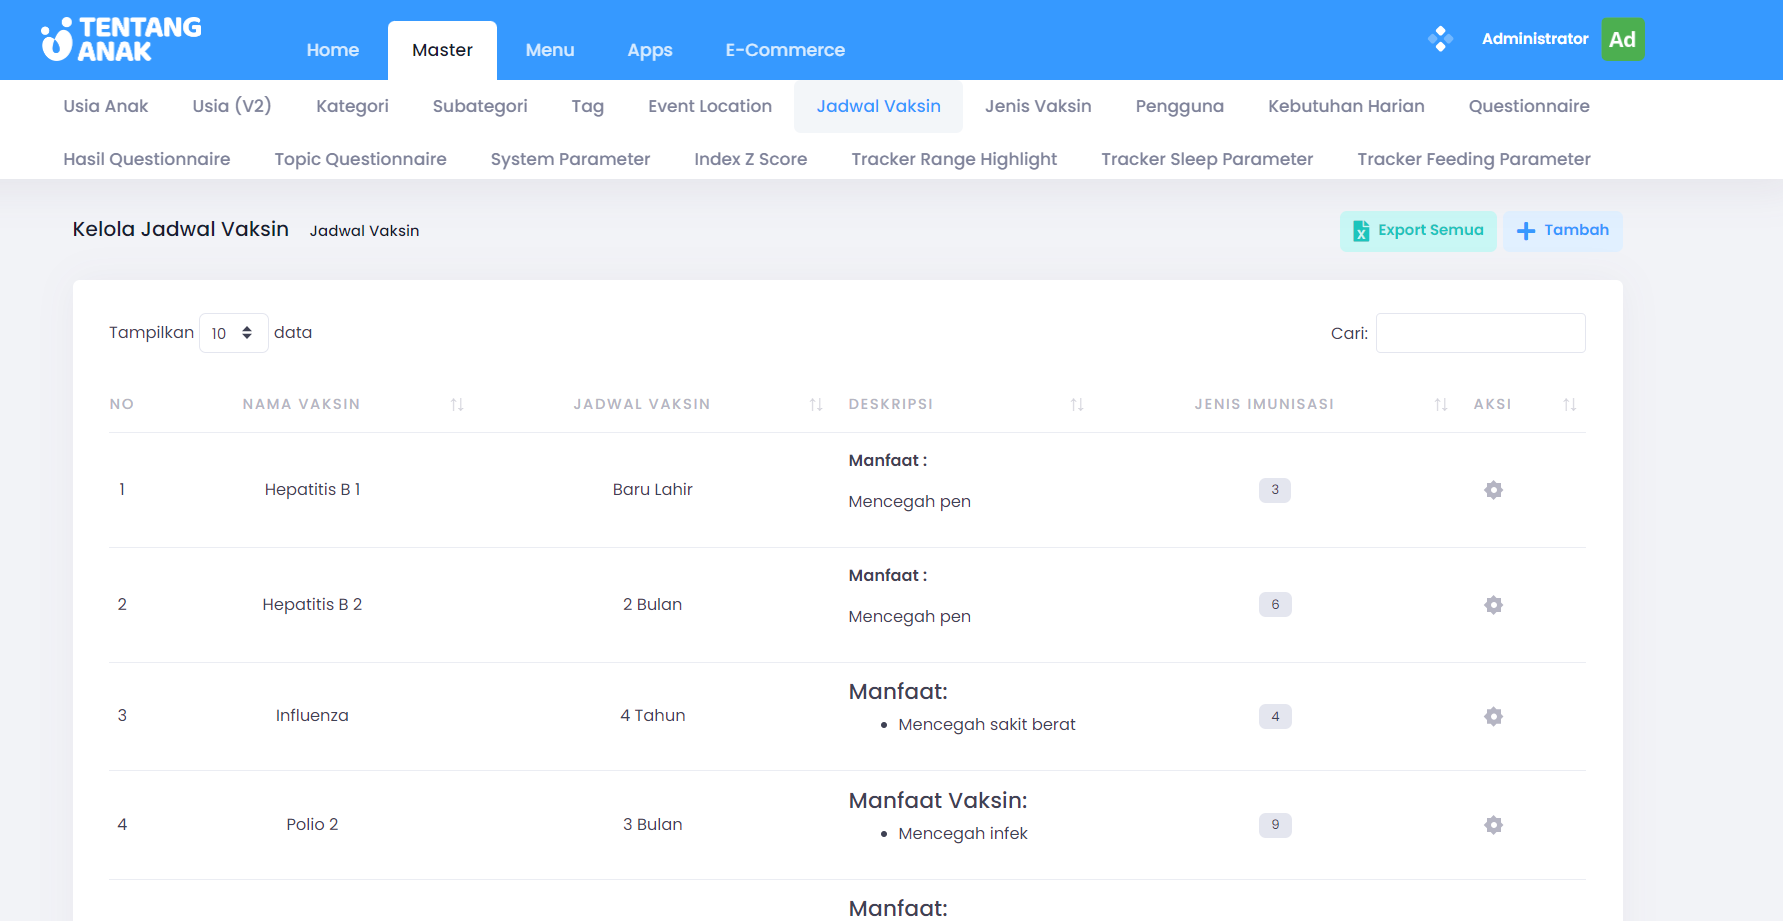 TENTANG
ANAK
Home Master Menu Apps E-Commerce
Administrator Ad
Usia Anak Usia (V2) Kategori Subategori Tag Event Location Jadwal Vaksin Jenis Vaksin Pengguna Kebutuhan Harian Questionnaire
Hasil Questionnaire Topic Questionnaire System Parameter Index Z Score Tracker Range Highlight Tracker Sleep Parameter Tracker Feeding Parameter
Kelola Jadwal Vaksin Jadwal Vaksin
Export Semua Tambah
Tampilkan 10 data Cari:
NO NAMA VAKSIN JADWAL VAKSIN DESKRIPSI JENIS IMUNISASI AKSI
Manfaat :
1 Hepatitis B 1 Baru Lahir 3
Mencegah pen
Manfaat :
2 Hepatitis B 2 2 Bulan 6
Mencegah pen
Manfaat:
3 Influenza 4 Tahun 4
• Mencegah sakit berat
Manfaat Vaksin:
4 Polio 2 3 Bulan 9
• Mencegah infek
Manfaat: